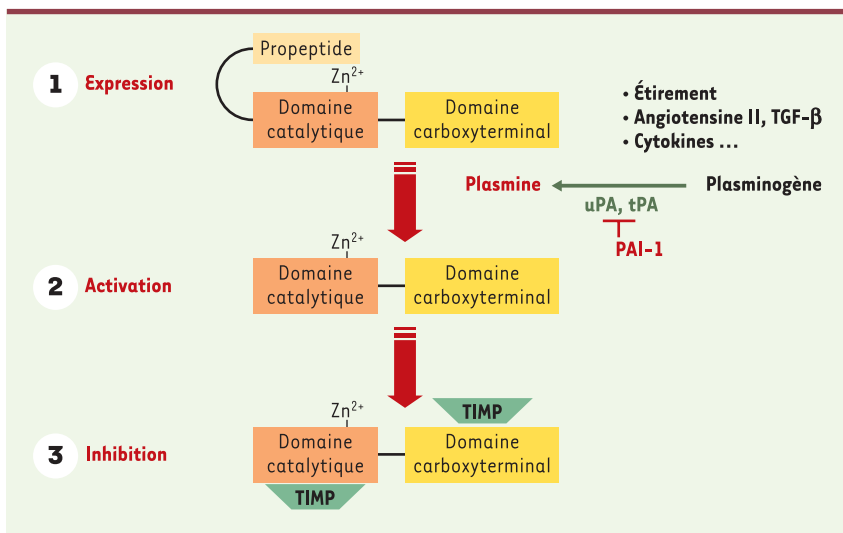 Propeptide
Zn2+
1 Expression
Domaine
catalytique
Domaine
carboxyterminal
• Étirement
• Angiotensine II, TGF-β
• Cytokines ...
Plasmine
Plasminogène
uPA, tPA
PAI-1
Zn2+
2 Activation
Domaine
catalytique
Domaine
carboxyterminal
Zn2+
TIMP
3 Inhibition
Domaine
catalytique
Domaine
carboxyterminal
TIMP